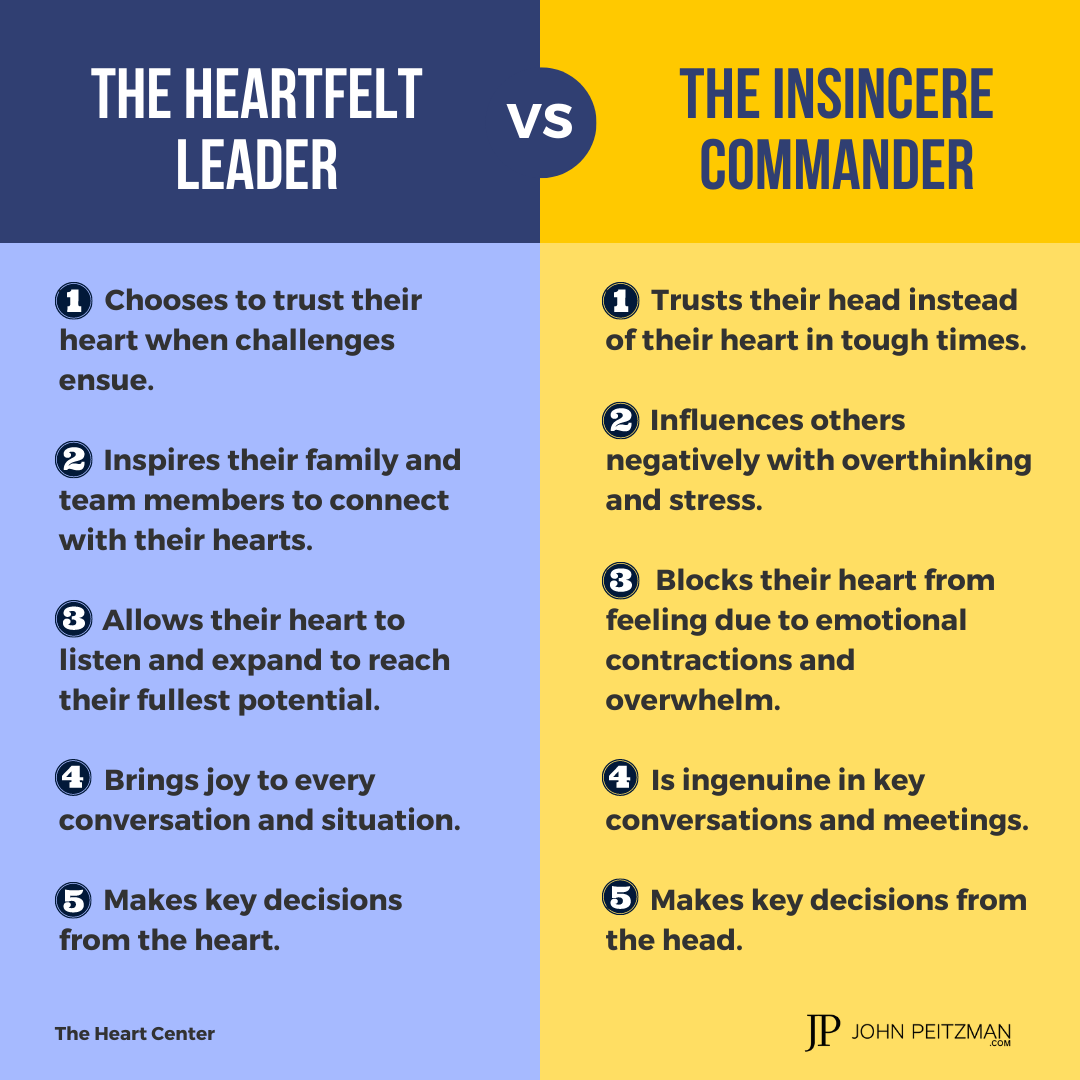 THE HEARTFELT
LEADER
VS
THE INSINCERE
COMMANDER
1 Chooses to trust their
heart when challenges
ensue.
2 Inspires their family and
team members to connect
with their hearts.
3 Allows their heart to
listen and expand to reach
their fullest potential.
4 Brings joy to every
conversation and situation.
5 Makes key decisions
from the heart.
The Heart Center
1 Trusts their head instead
of their heart in tough times.
2 Influences others
negatively with overthinking
and stress.
3 Blocks their heart from
feeling due to emotional
contractions and
overwhelm.
4 Is ingenuine in key
conversations and meetings.
5 Makes key decisions from
the head.
JP JOHN PEITZMAN
.COM